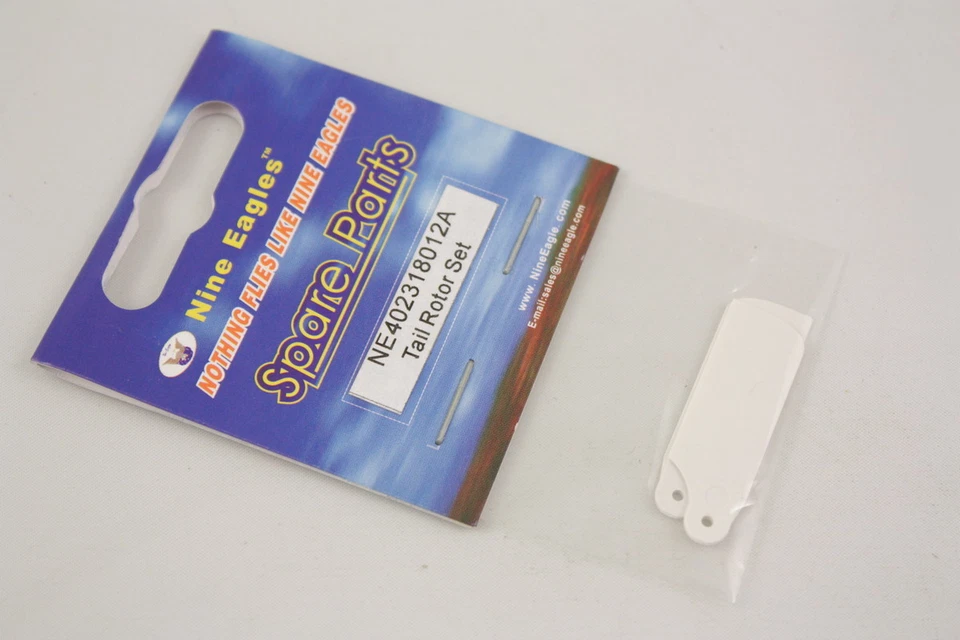 Nine Eagles™
NOTHING FLIES LIKE NINE EAGLES
Spare Parts
NE402318012A
Tail Rotor Set
www. NineEagle.com
E-mail:sales@nineeagle.com